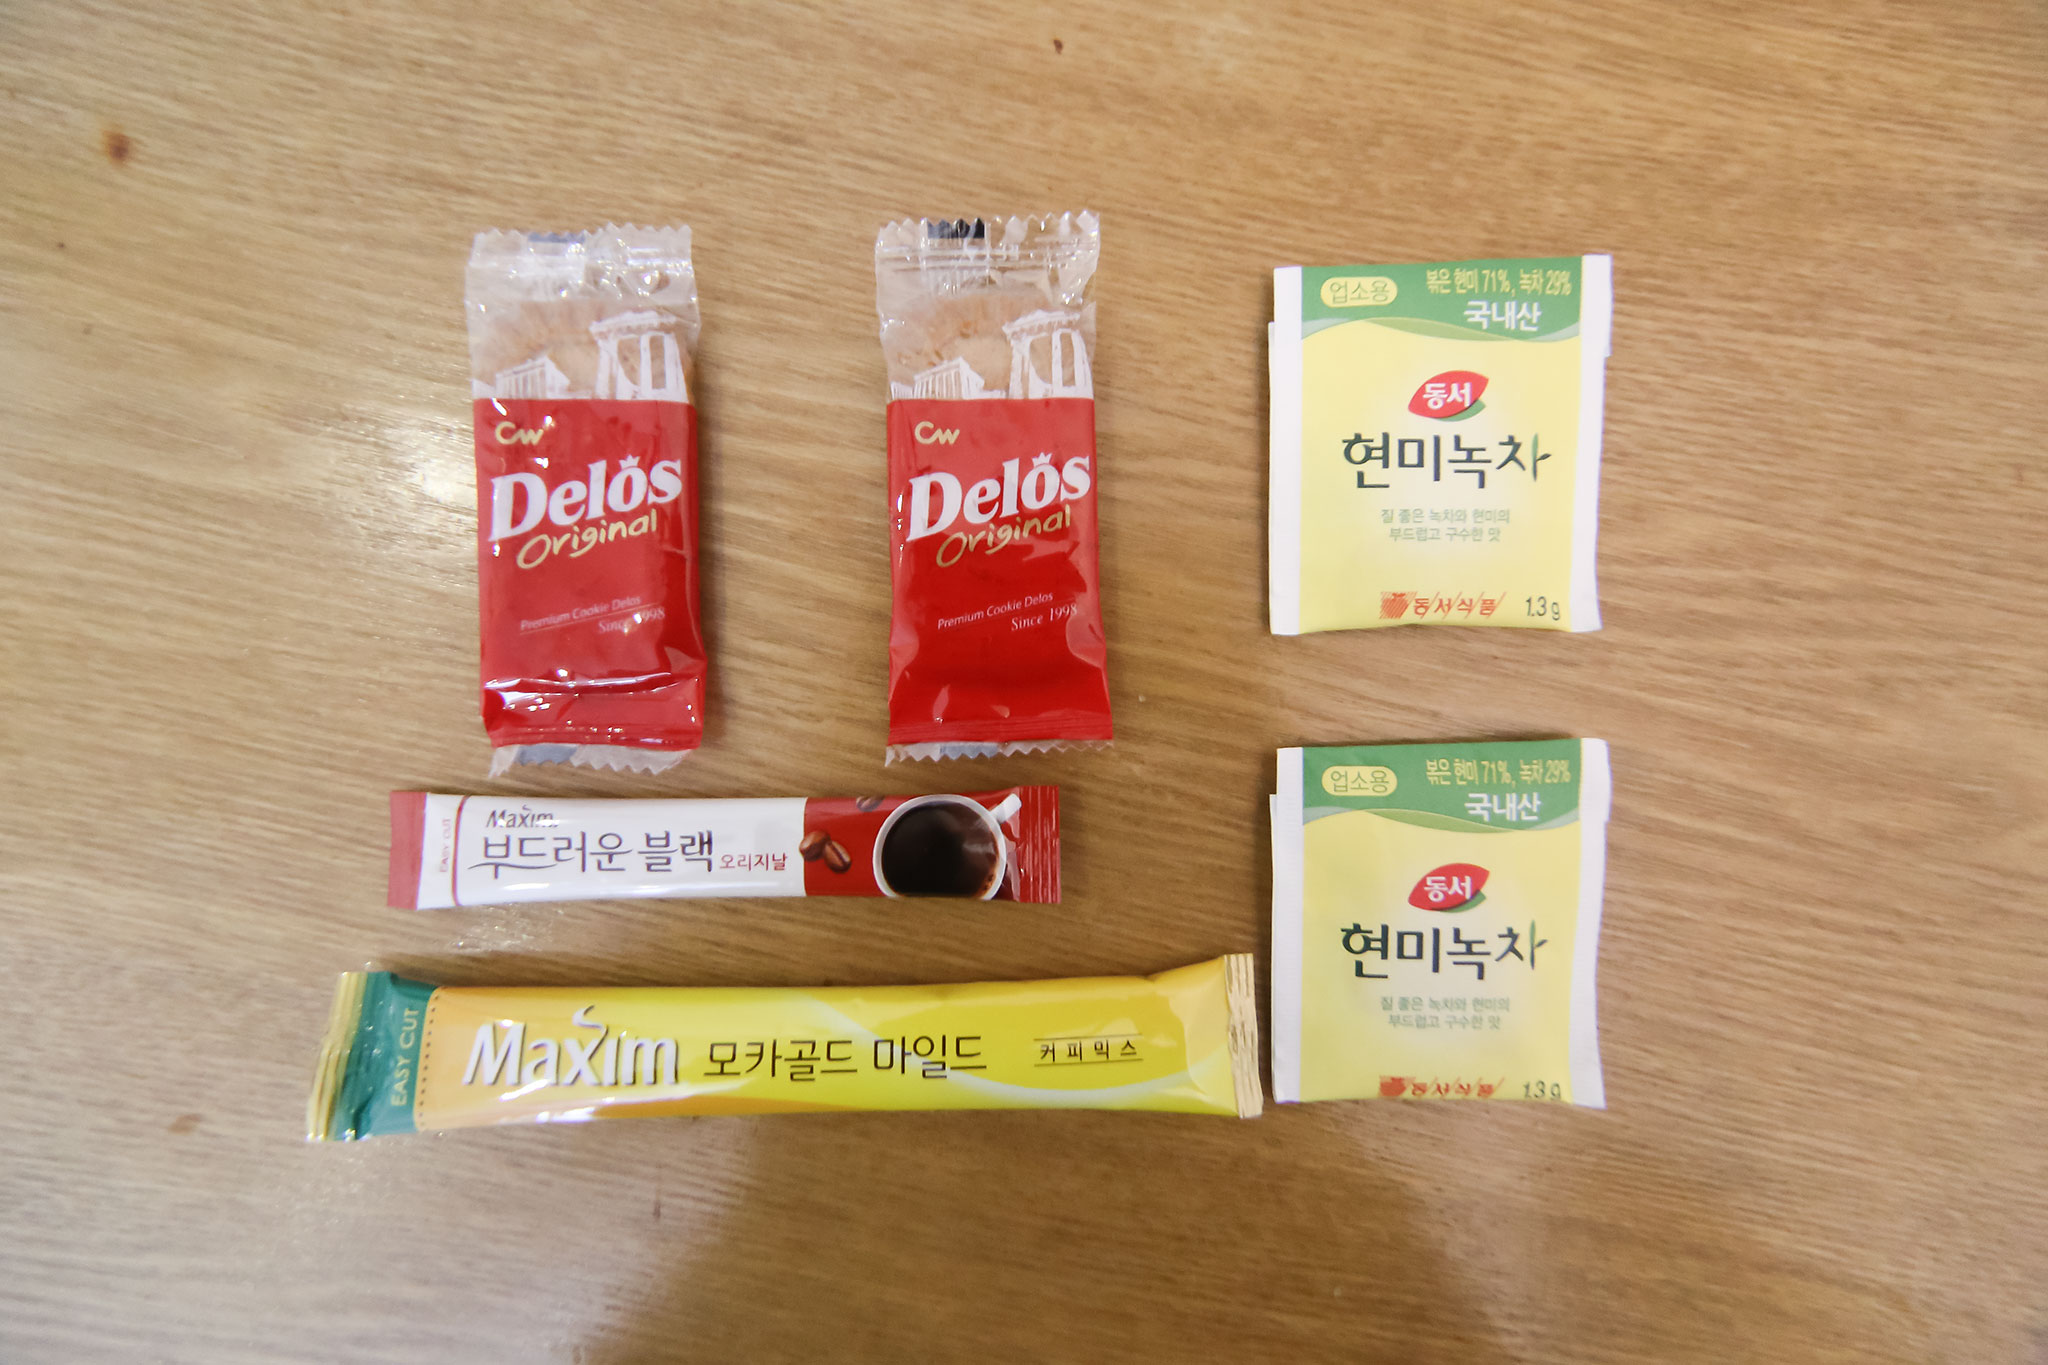 CW
Delos
Original
Premium Cookie Delos
Since 1998
CW
Delos
Original
Premium Cookie Delos
Since 1998
업소용
볶은 현미 71%, 녹차 29%
국내산
동서
현미녹차
질 좋은 녹차와 현미의
부드럽고 구수한 맛
동서식품 1.3g
EASY CUT
Maxim
부드러운 블랙 오리지날
EASY CUT
Maxim 모카골드 마일드 커피믹스
업소용
볶은 현미 71%, 녹차 29%
국내산
동서
현미녹차
질 좋은 녹차와 현미의
부드럽고 구수한 맛
동서식품 1.3g